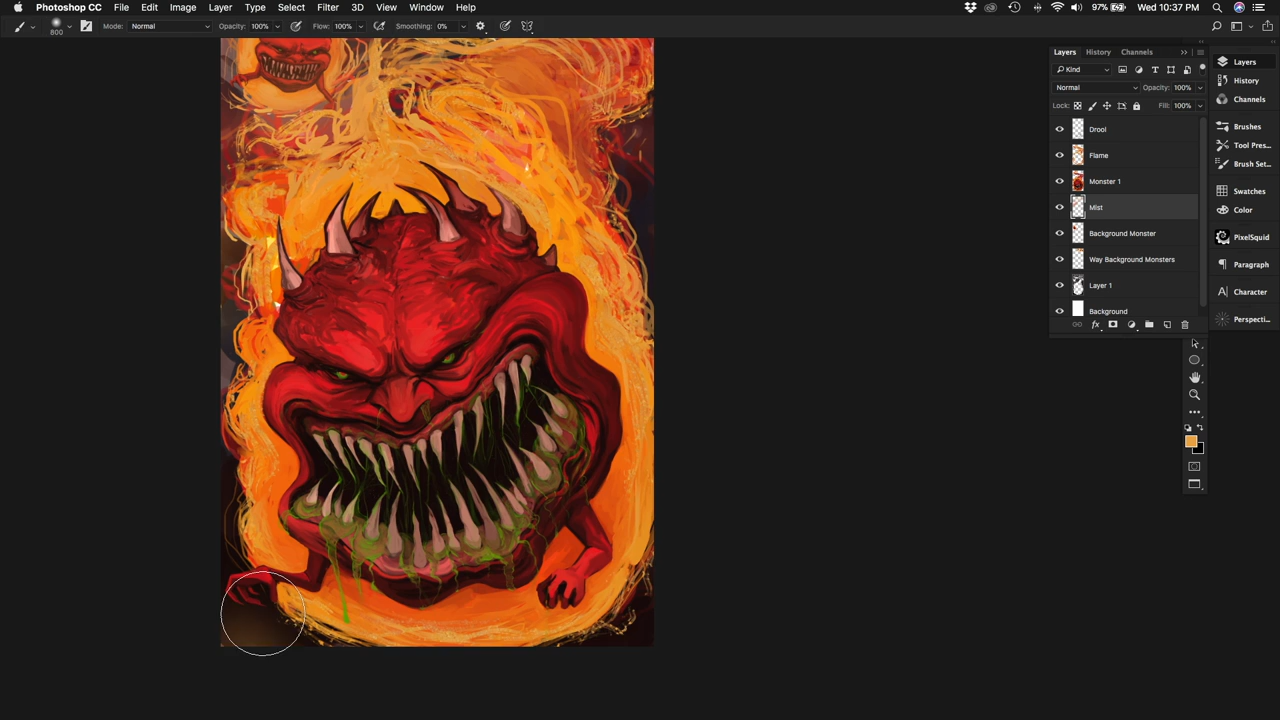 Photoshop CC File Edit Image Layer Type Select Filter 3D View Window Help 97% Wed 10:37 PM
800 Mode: Normal Opacity: 100% Flow: 100% Smoothing: 0%
Layers History Channels
Kind
Normal Opacity: 100%
Lock: Fill: 100%
Drool
Flame
Monster 1
Mist
Background Monster
Way Background Monsters
Layer 1
Background
fx
Layers
History
Channels
Brushes
Tool Pres...
Brush Set...
Swatches
Color
PixelSquid
Paragraph
Character
Perspecti...